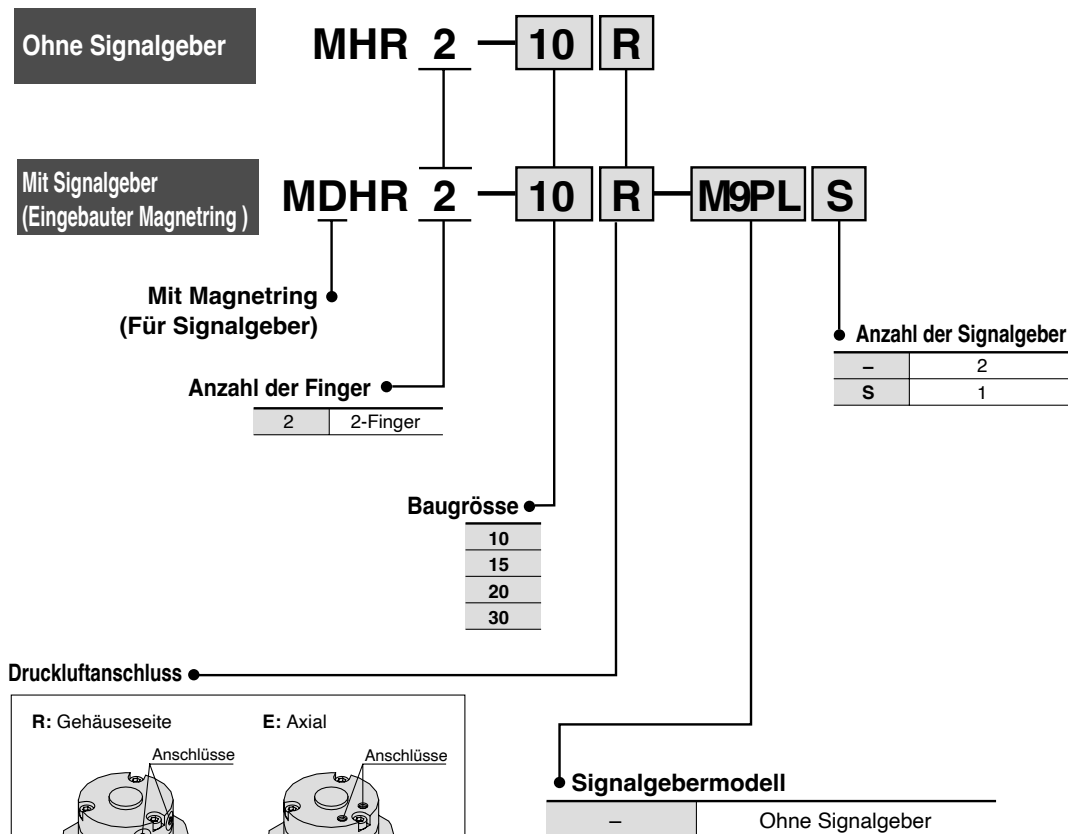 Ohne Signalgeber
MHR 2 — 10 R
Mit Signalgeber
(Eingebauter Magnetring )
MDHR 2 — 10 R — M9PL S
Mit Magnetring
(Für Signalgeber)
Anzahl der Signalgeber
– 2
S 1
Anzahl der Finger
2 2-Finger
Baugrösse
10
15
20
30
Druckluftanschluss
R: Gehäuseseite E: Axial
Anschlüsse Anschlüsse
Signalgebermodell
– Ohne Signalgeber